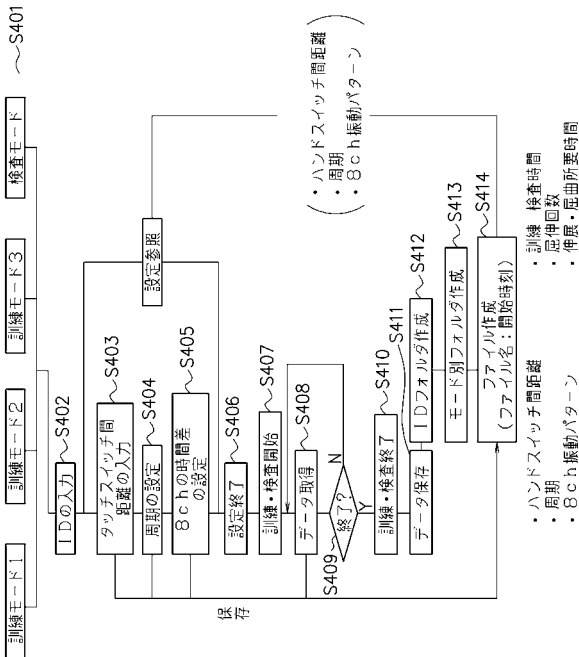 訓練モード1
訓練モード2
訓練モード3
検査モード
S401
IDの入力
S402
タッチスイッチ間
距離の入力
S403
周期の設定
S404
8chの時間差
の設定
S405
設定終了
S406
設定参照
訓練・検査開始
S407
データ取得
S408
終了?
S409
N
Y
訓練・検査終了
S410
データ保存
S411
IDフォルダ作成
S412
モード別フォルダ作成
S413
ファイル作成
(ファイル名:開始時刻)
S414
保存
・ハンドスイッチ間距離
・周期
・8ch振動パターン
・ハンドスイッチ間距離
・周期
・8ch振動パターン
・訓練 検査時間
・屈伸回数
・伸展・屈曲所要時間